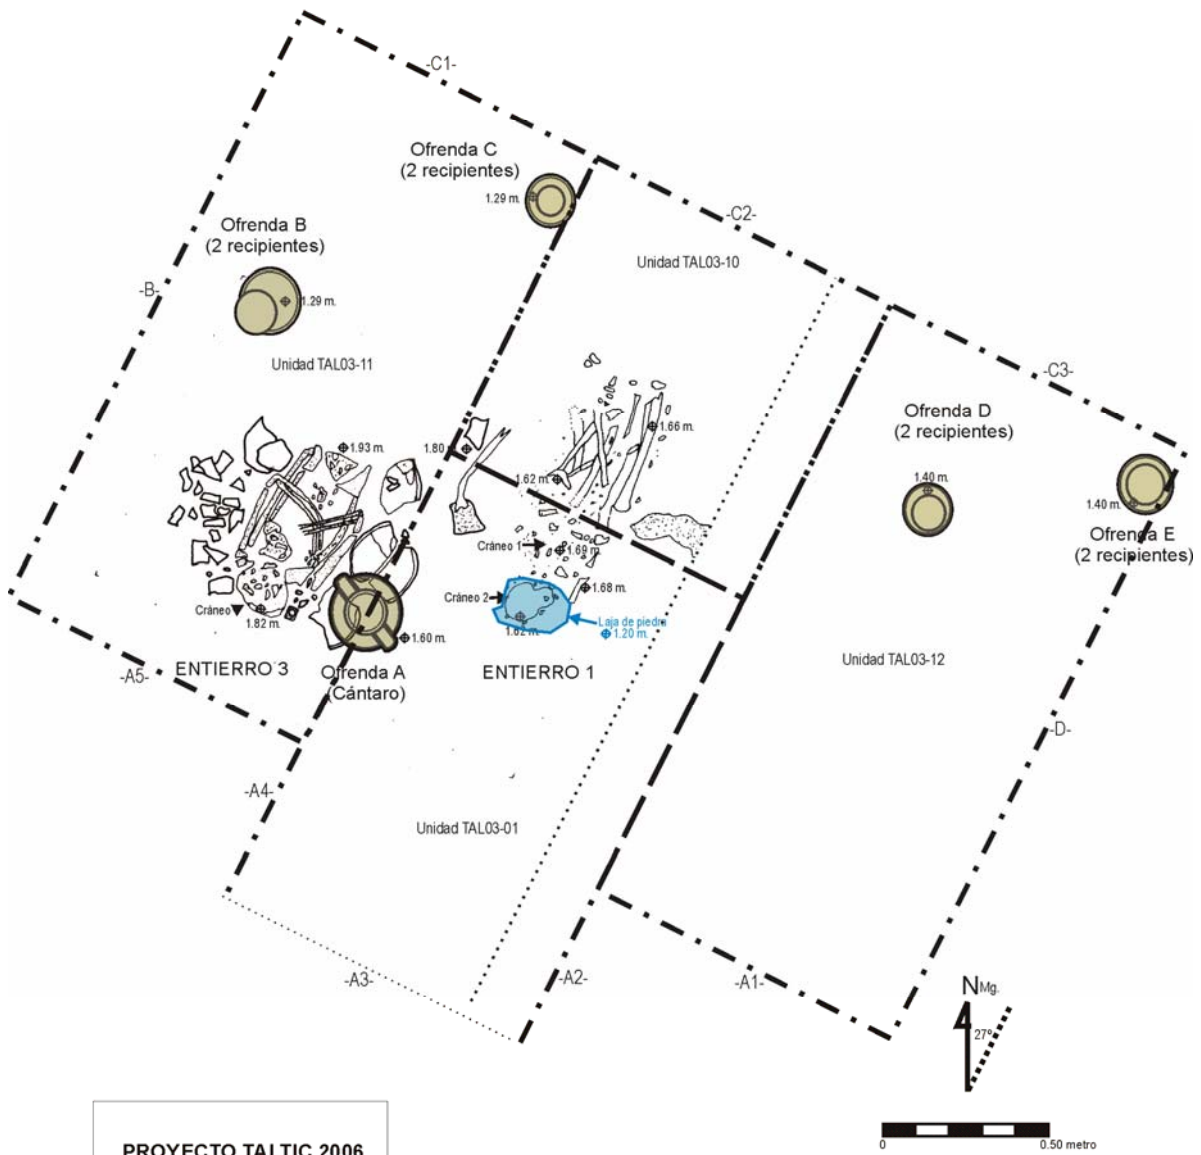 -C1-
Ofrenda C
(2 recipientes)
1.29 m.
-C2-
Ofrenda B
(2 recipientes)
Unidad TAL03-10
-B-
1.29 m.
Unidad TAL03-11
-C3-
Ofrenda D
(2 recipientes)
1.66 m.
1.93 m.
1.80 m.
1.62 m.
1.40 m.
1.40 m.
Ofrenda E
(2 recipientes)
Cráneo 1
1.69 m.
1.68 m.
Cráneo 2
Cráneo
1.82 m.
1.62 m.
Laja de piedra
1.20 m.
1.60 m.
ENTIERRO 3
Ofrenda A
(Cántaro)
ENTIERRO 1
Unidad TAL03-12
-A5-
-D-
-A4-
Unidad TAL03-01
-A3-
-A2-
-A1-
N Mg.
27°
PROYECTO TALTIC 2006
0
0.50 metro